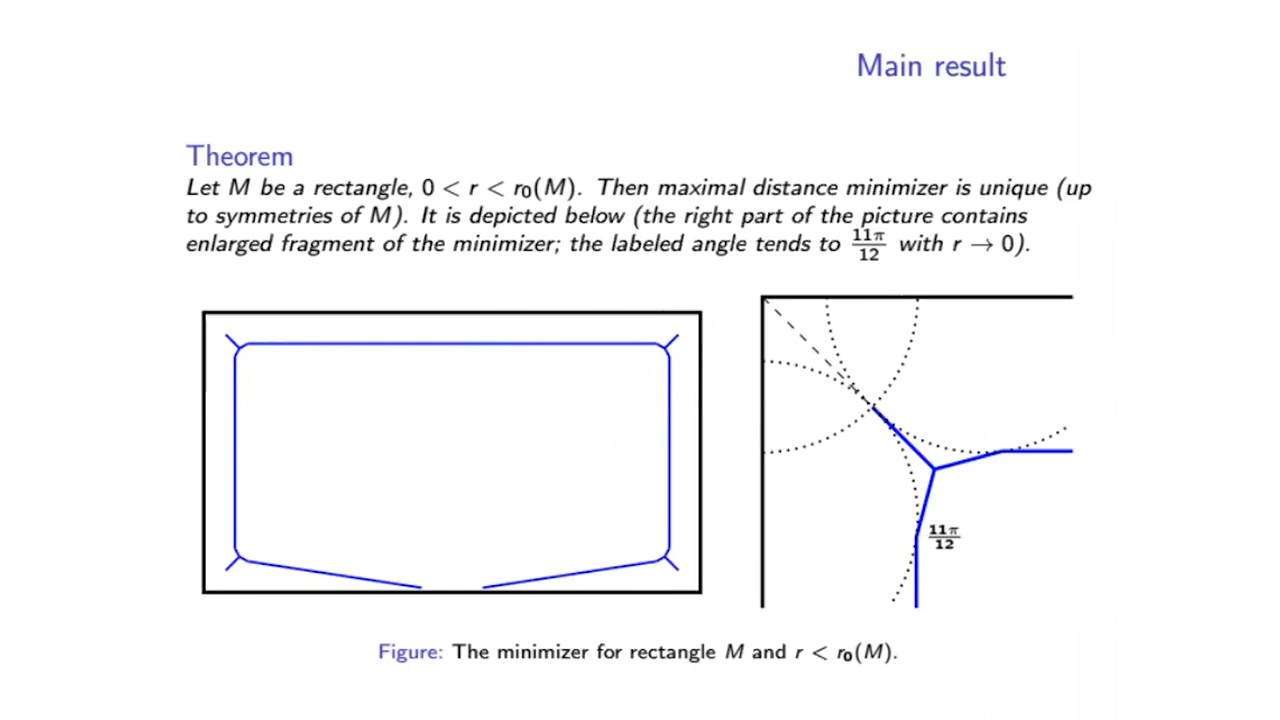 Main result
Theorem
Let M be a rectangle, 0 < r < r₀(M). Then maximal distance minimizer is unique (up
to symmetries of M). It is depicted below (the right part of the picture contains
enlarged fragment of the minimizer; the labeled angle tends to 11π/12 with r → 0).
11π/12
Figure: The minimizer for rectangle M and r < r₀(M).